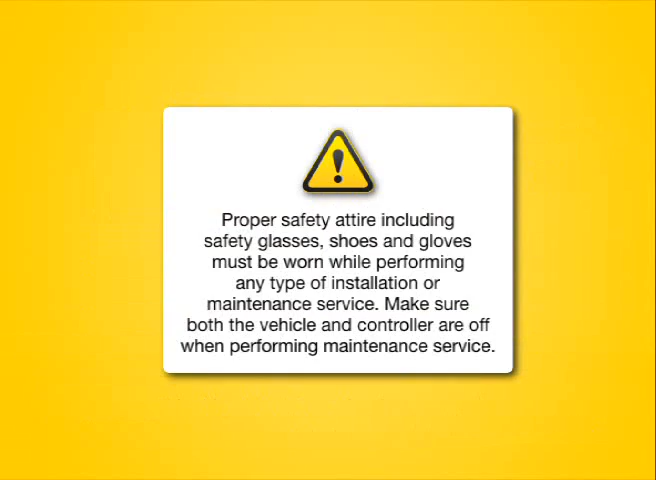 Proper safety attire including
safety glasses, shoes and gloves
must be worn while performing
any type of installation or
maintenance service. Make sure
both the vehicle and controller are off
when performing maintenance service.